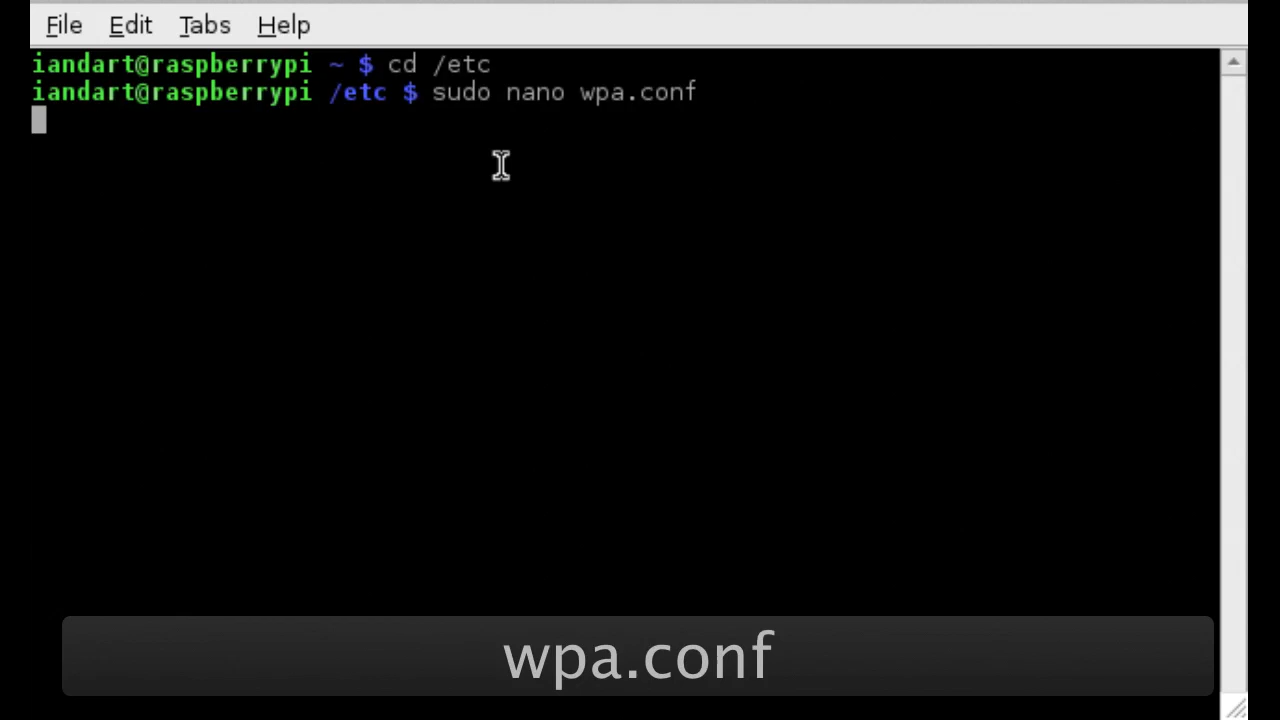 File Edit Tabs Help
iandart@raspberrypi ~ $ cd /etc
iandart@raspberrypi /etc $ sudo nano wpa.conf
wpa.conf